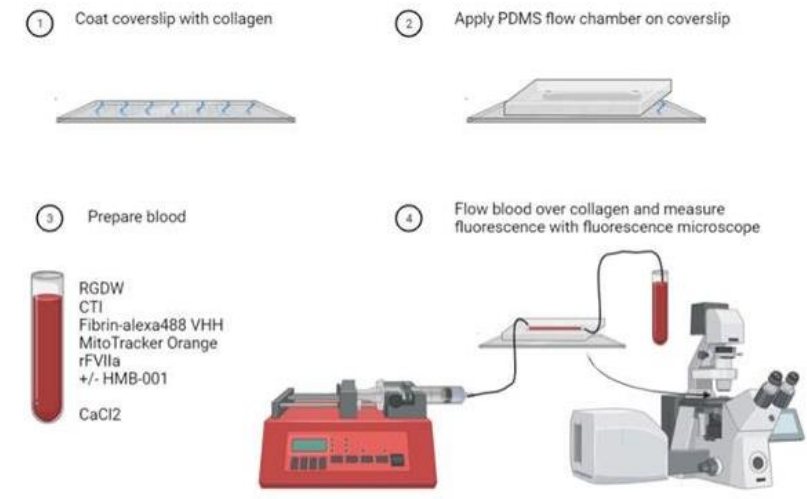 1 Coat coverslip with collagen
2 Apply PDMS flow chamber on coverslip
3 Prepare blood
RGDW
CTI
Fibrin-alexa488 VHH
MitoTracker Orange
rFVIIa
+/- HMB-001
CaCl2
4 Flow blood over collagen and measure
fluorescence with fluorescence microscope